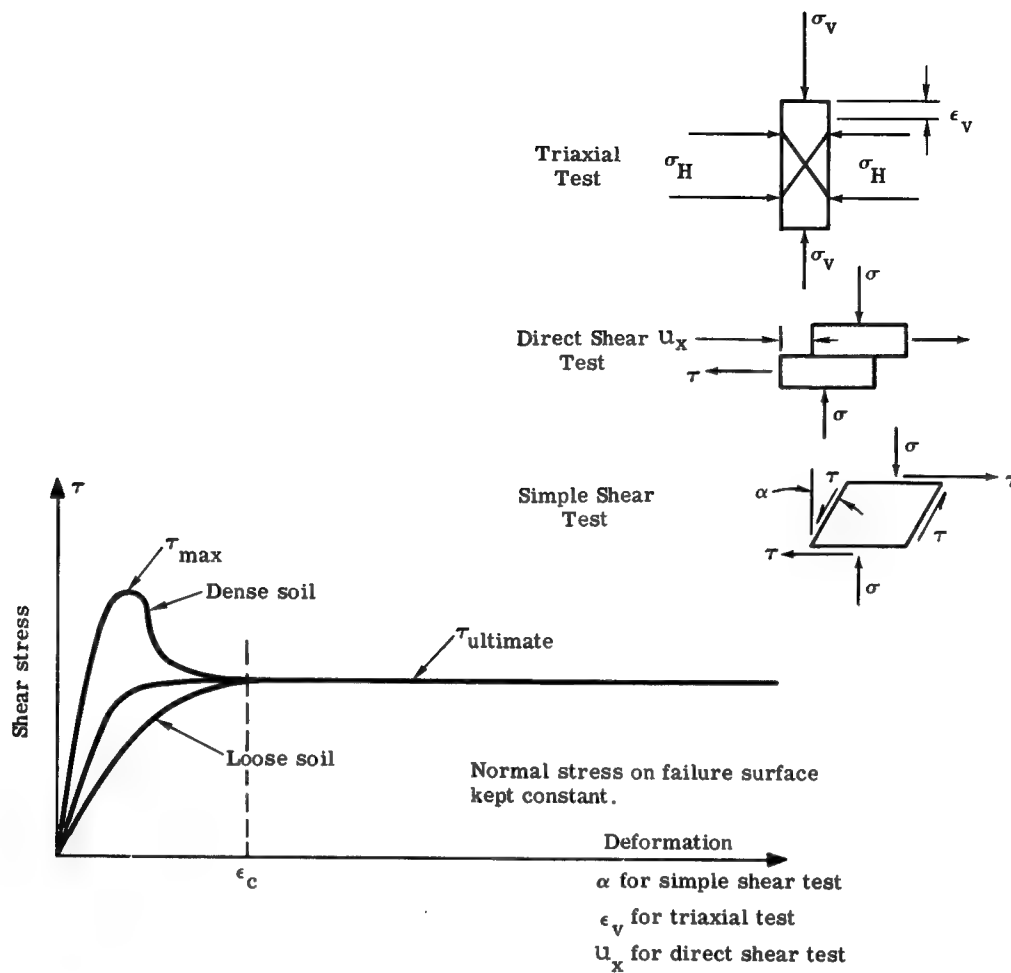 σV
εV
Triaxial
Test
σH
σH
σV
σ
Direct Shear Ux
Test
τ
σ
σ
τ
Simple Shear
Test
α
τ
τ
τ
σ
τ
τmax
Dense soil
τultimate
Shear stress
Loose soil
Normal stress on failure surface
kept constant.
Deformation
εc
α for simple shear test
εv for triaxial test
Ux for direct shear test